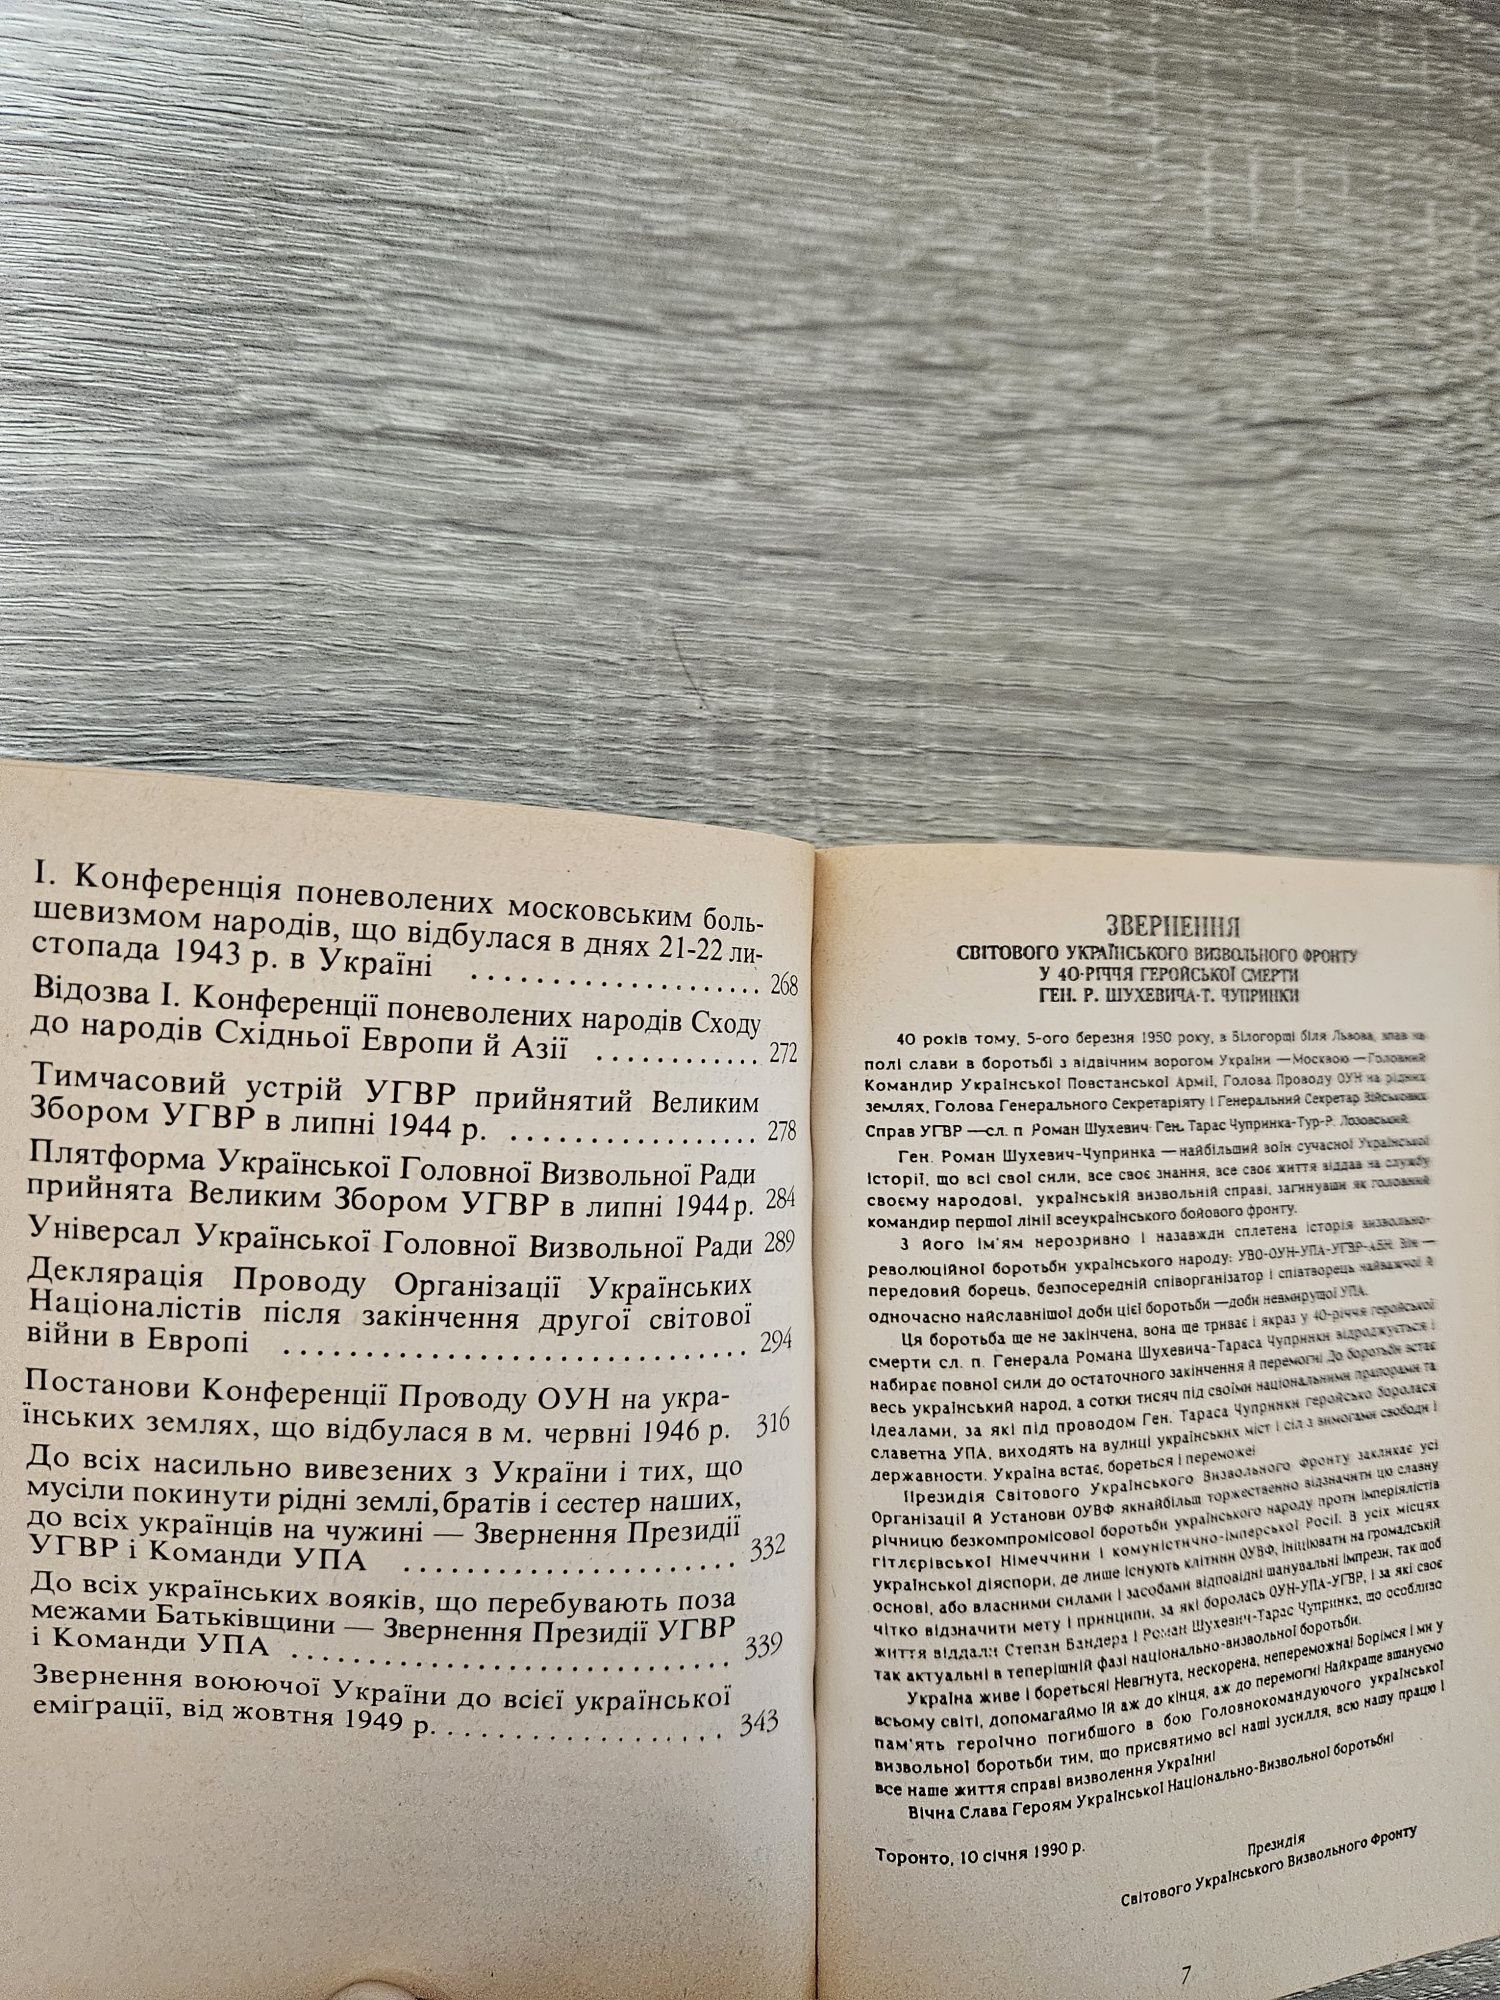 І. Конференція поневолених московським боль-
шевизмом народів, що відбулася в днях 21-22 ли-
стопада 1943 р. в Україні .................. 268
Відозва І. Конференції поневолених народів Сходу
до народів Східньої Европи й Азії ............ 272
Тимчасовий устрій УГВР прийнятий Великим
Збором УГВР в липні 1944 р. ................ 278
Плятформа Української Головної Визвольної Ради
прийнята Великим Збором УГВР в липні 1944 р. 284
Універсал Української Головної Визвольної Ради 289
Деклярація Проводу Організації Українських
Націоналістів після закінчення другої світової
війни в Европі ............................... 294
Постанови Конференції Проводу ОУН на укра-
їнських землях, що відбулася в м. червні 1946 р. 316
До всіх насильно вивезених з України і тих, що
мусіли покинути рідні землі, братів і сестер наших,
до всіх українців на чужині — Звернення Президії
УГВР і Команди УПА ..................... 332
До всіх українських вояків, що перебувають поза
межами Батьківщини — Звернення Президії УГВР
і Команди УПА ............................ 339
Звернення воюючої України до всієї української
еміґрації, від жовтня 1949 р. .................. 343
ЗВЕРНЕННЯ
СВІТОВОГО УКРАЇНСЬКОГО ВИЗВОЛЬНОГО ФРОНТУ
У 40-РІЧЧЯ ГЕРОЙСЬКОЇ СМЕРТИ
ГЕН. Р. ШУХЕВИЧА-Т. ЧУПРИНКИ
40 років тому, 5-ого березня 1950 року, в Білогорщі біля Львова, впав на
полі слави в боротьбі з відвічним ворогом України — Москвою — Головний
Командир Української Повстанської Армії, Голова Проводу ОУН на рідних
землях, Голова Генерального Секретаріяту і Генеральний Секретар Військових
Справ УГВР — сл. п. Роман Шухевич Ген. Тарас Чупринка-Тур-Р. Лозовський.
Ген. Роман Шухевич-Чупринка — найбільший воїн сучасної Української
Історії, що всі свої сили, все своє знання, все своє життя віддав на службу
своєму народові, українській визвольній справі, загинувши як головний
командир першої лінії всеукраїнського бойового фронту.
З його ім'ям нерозривно і назавжди сплетена історія визвольно-
революційної боротьби українського народу: УВО-ОУН-УПА-УГВР-АБН. Він —
передовий борець, безпосередній співорганізатор і співтворець найважчої й
одночасно найславнішої доби цієї боротьби — доби невмирущої УПА.
Ця боротьба ще не закінчена, вона ще триває і якраз у 40-річчя геройської
смерти сл. п. Генерала Романа Шухевича-Тараса Чупринки відроджується і
набирає повної сили до остаточного закінчення й перемоги! До боротьби встає
весь український народ, а сотки тисяч під своїми національними прапорами та
ідеалами, за які під проводом Ген. Тараса Чупринки геройсько боролася
славетна УПА, виходять на вулиці українських міст і сіл з вимогами свободи і
державности. Україна встає, бореться і переможе!
Президія Світового Українського Визвольного Фронту закликає усі
Організації й Установи ОУВФ якнайбільш торжественно відзначити цю славну
річницю безкомпромісової боротьби українського народу проти імперіялістів
гітлєрівської Німеччини і комуністично-імперської Росії. В усіх місцях
української діяспори, де лише існують клітини ОУВФ, ініціювати на громадській
основі, або власними силами і засобами відповідні шанувальні імпрези, так щоб
чітко відзначити мету і принципи, за які боролась ОУН-УПА-УГВР, і за які своє
життя віддали Степан Бандера і Роман Шухевич-Тарас Чупринка, що особливо
так актуальні в теперішній фазі національно-визвольної боротьби.
Україна живе і бореться! Невгнута, нескорена, непереможна! Борімся і ми у
всьому світі, допомагаймо їй аж до кінця, аж до перемоги! Найкраще вшануємо
пам'ять героїчно погибшого в бою Головнокомандуючого української
визвольної боротьби тим, що присвятимо всі наші зусилля, всю нашу працю і
все наше життя справі визволення України!
Вічна Слава Героям Української Національно-Визвольної боротьби!
Торонто, 10 січня 1990 р.
Президія
Світового Українського Визвольного Фронту
7